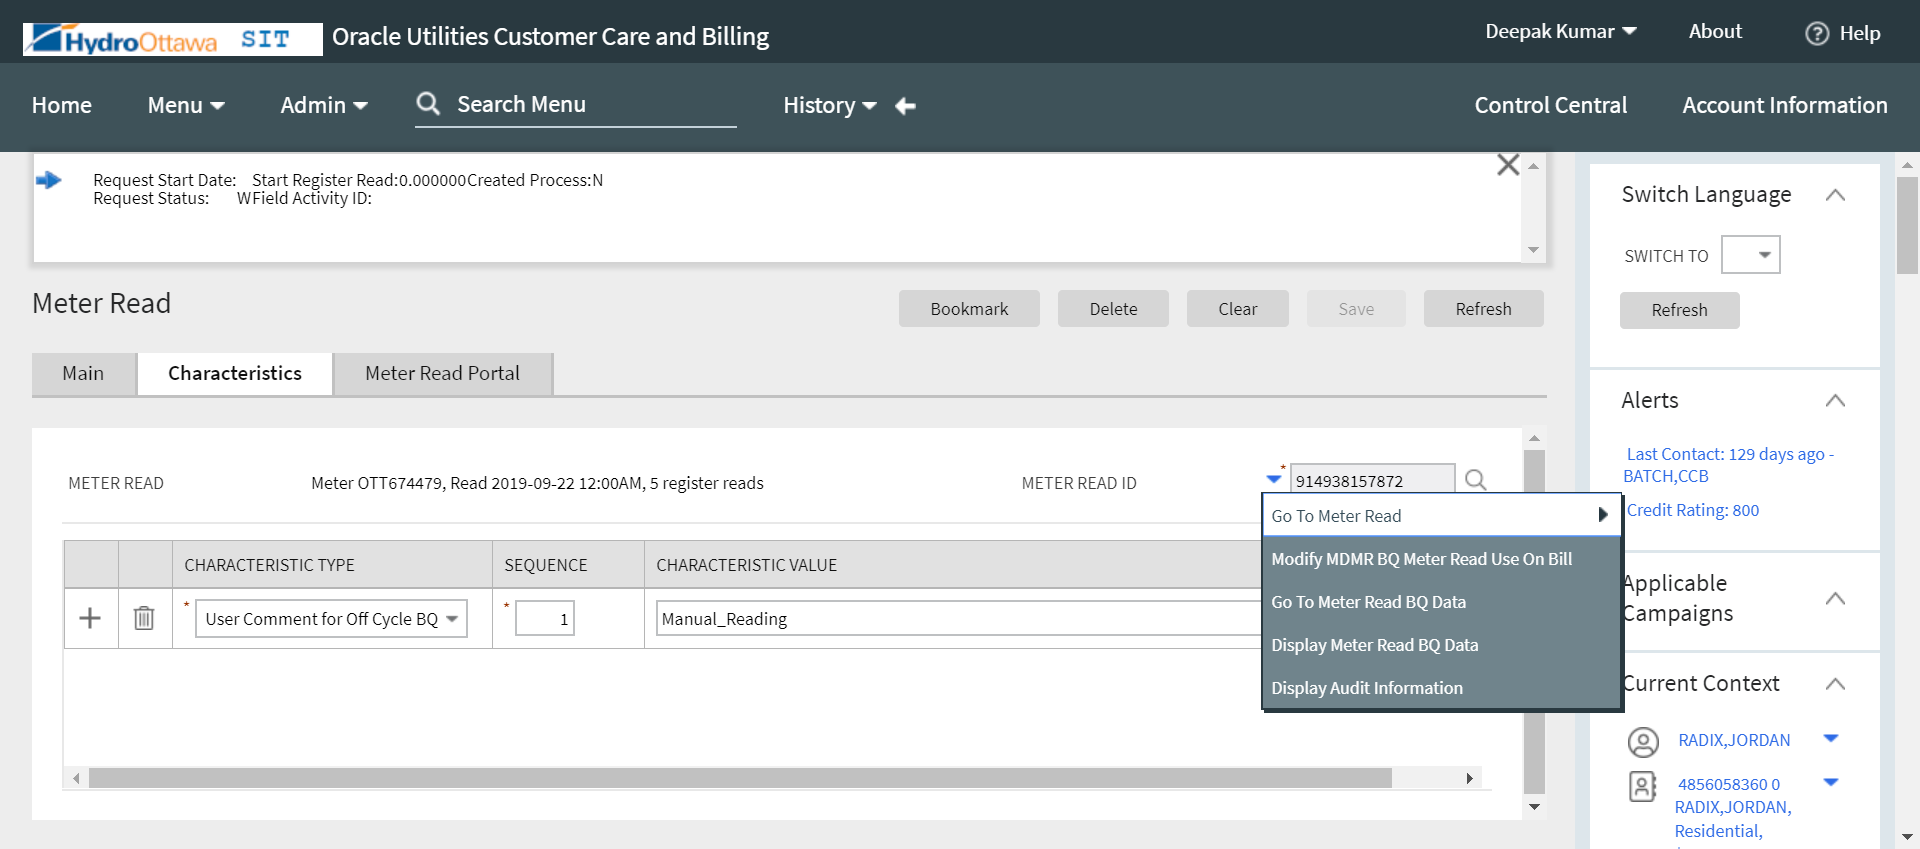 HydroOttawa SIT Oracle Utilities Customer Care and Billing
Deepak Kumar About Help
Home Menu Admin Search Menu History Control Central Account Information
Request Start Date: Start Register Read:0.000000Created Process:N
Request Status: WField Activity ID:
Meter Read
Bookmark Delete Clear Save Refresh
Main Characteristics Meter Read Portal
METER READ Meter OTT674479, Read 2019-09-22 12:00AM, 5 register reads METER READ ID * 914938157872
Go To Meter Read
Modify MDMR BQ Meter Read Use On Bill
Go To Meter Read BQ Data
Display Meter Read BQ Data
Display Audit Information
CHARACTERISTIC TYPE SEQUENCE CHARACTERISTIC VALUE
* User Comment for Off Cycle BQ * 1 Manual_Reading
Switch Language
SWITCH TO
Refresh
Alerts
Last Contact: 129 days ago -
BATCH,CCB
Credit Rating: 800
Applicable
Campaigns
Current Context
RADIX,JORDAN
4856058360 0
RADIX,JORDAN,
Residential,